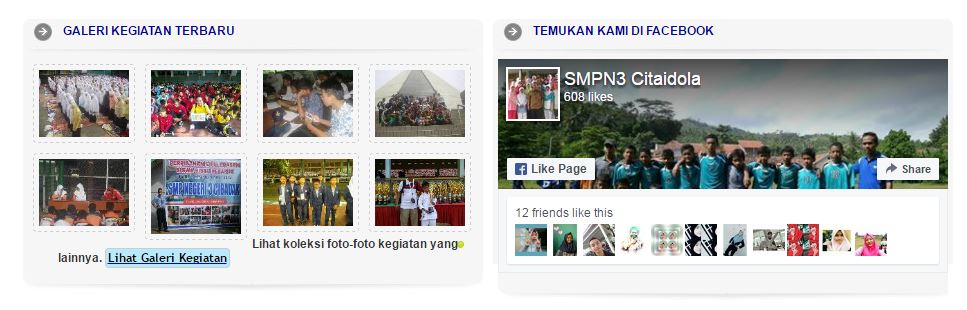 GALERI KEGIATAN TERBARU
Lihat koleksi foto-foto kegiatan yang
lainnya. Lihat Galeri Kegiatan
TEMUKAN KAMI DI FACEBOOK
SMPN3 Citaidola
608 likes
Like Page
Share
12 friends like this